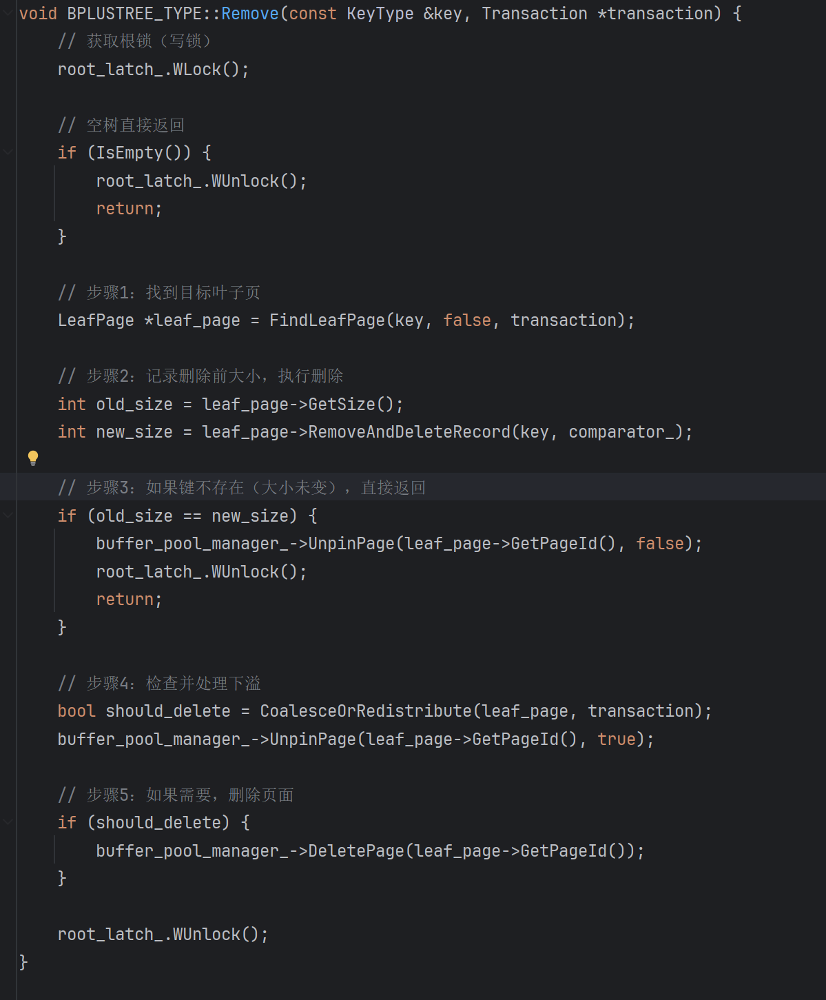 void BPLUSTREE_TYPE::Remove(const KeyType &key, Transaction *transaction) {
    // 获取根锁（写锁）
    root_latch_.WLock();

    // 空树直接返回
    if (IsEmpty()) {
        root_latch_.WUnlock();
        return;
    }

    // 步骤1：找到目标叶子页
    LeafPage *leaf_page = FindLeafPage(key, false, transaction);

    // 步骤2：记录删除前大小，执行删除
    int old_size = leaf_page->GetSize();
    int new_size = leaf_page->RemoveAndDeleteRecord(key, comparator_);

    // 步骤3：如果键不存在（大小未变），直接返回
    if (old_size == new_size) {
        buffer_pool_manager_->UnpinPage(leaf_page->GetPageId(), false);
        root_latch_.WUnlock();
        return;
    }

    // 步骤4：检查并处理下溢
    bool should_delete = CoalesceOrRedistribute(leaf_page, transaction);
    buffer_pool_manager_->UnpinPage(leaf_page->GetPageId(), true);

    // 步骤5：如果需要，删除页面
    if (should_delete) {
        buffer_pool_manager_->DeletePage(leaf_page->GetPageId());
    }

    root_latch_.WUnlock();
}